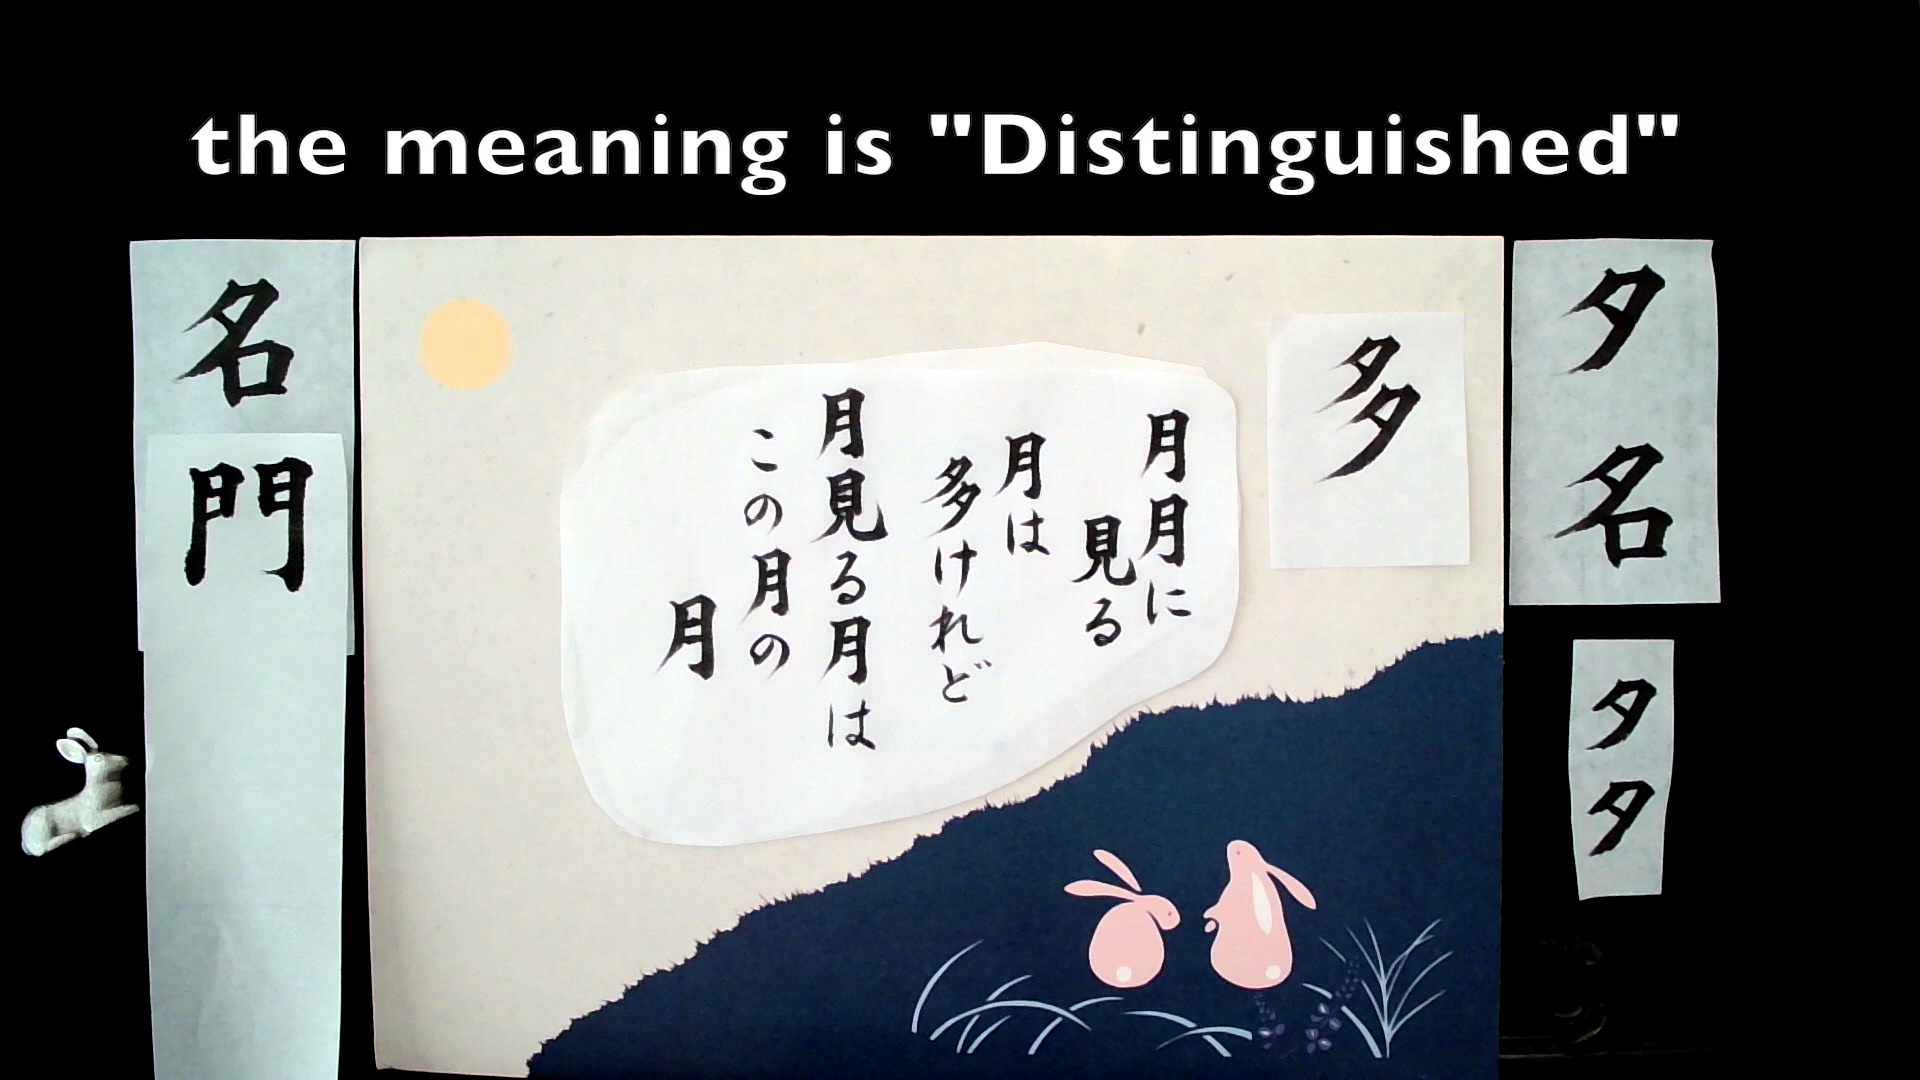 the meaning is "Distinguished"
夕
名
夕
夕
多
月月に
見る
月は
多けれど
月見る月は
この月の
月
名
門